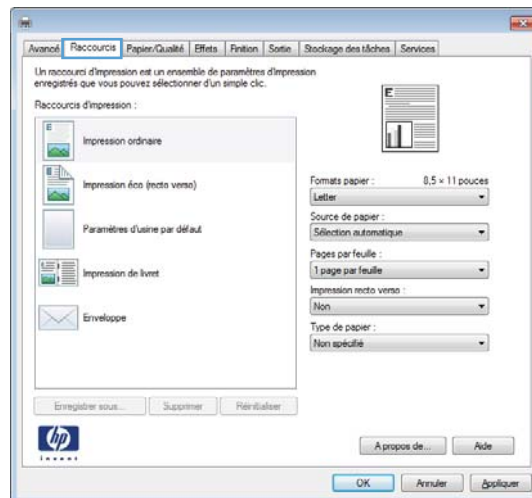 Avancé Raccourcis Papier/Qualité Effets Finition Sortie Stockage des tâches Services
Un raccourci d'impression est un ensemble de paramètres d'impression
enregistrés que vous pouvez sélectionner d'un simple clic.
Raccourcis d'impression :
E
Impression ordinaire
Impression éco (recto verso)
Paramètres d'usine par défaut
Impression de livret
Enveloppe
E
Formats papier : 8,5 × 11 pouces
Letter
Source de papier :
Sélection automatique
Pages par feuille :
1 page par feuille
Impression recto verso :
Non
Type de papier :
Non spécifié
Enregistrer sous... Supprimer Réinitialiser
hp
invent
A propos de... Aide
OK Annuler Appliquer